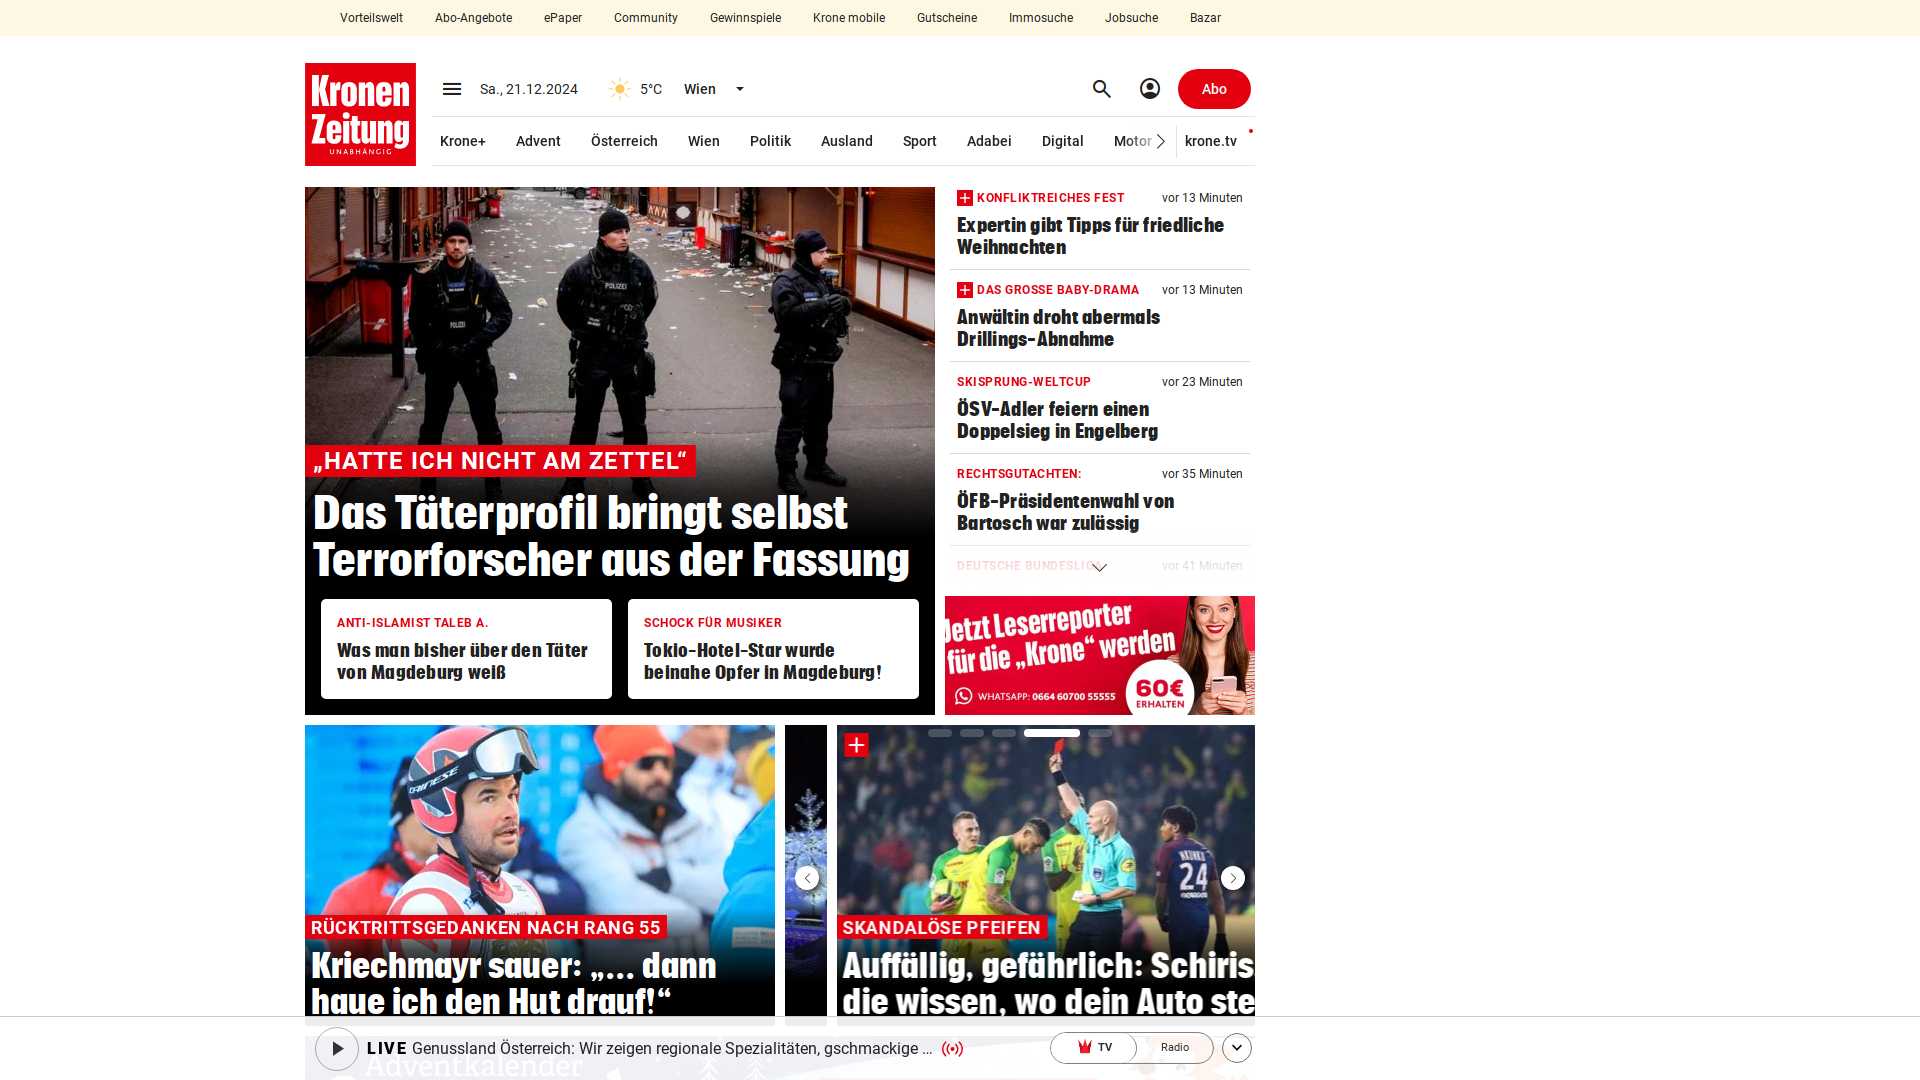 Vorteilswelt Abo-Angebote ePaper Community Gewinnspiele Krone mobile Gutscheine Immosuche Jobsuche Bazar
Kronen
Zeitung
UNABHÄNGIG
Sa., 21.12.2024 5°C Wien Abo
Krone+ Advent Österreich Wien Politik Ausland Sport Adabei Digital Motor krone.tv
POLIZEI
POLIZEI
„HATTE ICH NICHT AM ZETTEL“
Das Täterprofil bringt selbst
Terrorforscher aus der Fassung
ANTI-ISLAMIST TALEB A.
Was man bisher über den Täter
von Magdeburg weiß
SCHOCK FÜR MUSIKER
Tokio-Hotel-Star wurde
beinahe Opfer in Magdeburg!
KONFLIKTREICHES FEST vor 13 Minuten
Expertin gibt Tipps für friedliche
Weihnachten
DAS GROSSE BABY-DRAMA vor 13 Minuten
Anwältin droht abermals
Drillings-Abnahme
SKISPRUNG-WELTCUP vor 23 Minuten
ÖSV-Adler feiern einen
Doppelsieg in Engelberg
RECHTSGUTACHTEN: vor 35 Minuten
ÖFB-Präsidentenwahl von
Bartosch war zulässig
DEUTSCHE BUNDESLIGA vor 41 Minuten
Jetzt Leserreporter
für die „Krone“ werden
WHATSAPP: 0664 60700 55555
60€
ERHALTEN
DAINESE
RÜCKTRITTSGEDANKEN NACH RANG 55
Kriechmayr sauer: „... dann
haue ich den Hut drauf!“
NKUNKU
24
SKANDALÖSE PFEIFEN
Auffällig, gefährlich: Schiris
die wissen, wo dein Auto ste
LIVE Genussland Österreich: Wir zeigen regionale Spezialitäten, gschmackige ... TV Radio
Adventkalender